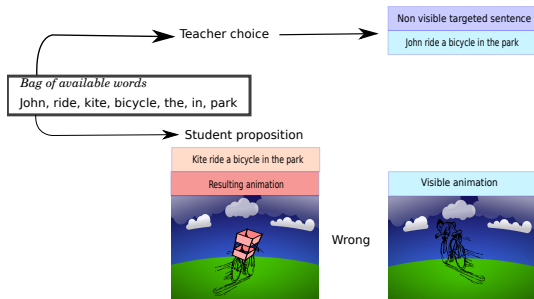 Teacher choice
Non visible targeted sentence
John ride a bicycle in the park
Bag of available words
John, ride, kite, bicycle, the, in, park
Student proposition
Kite ride a bicycle in the park
Resulting animation
Visible animation
Wrong